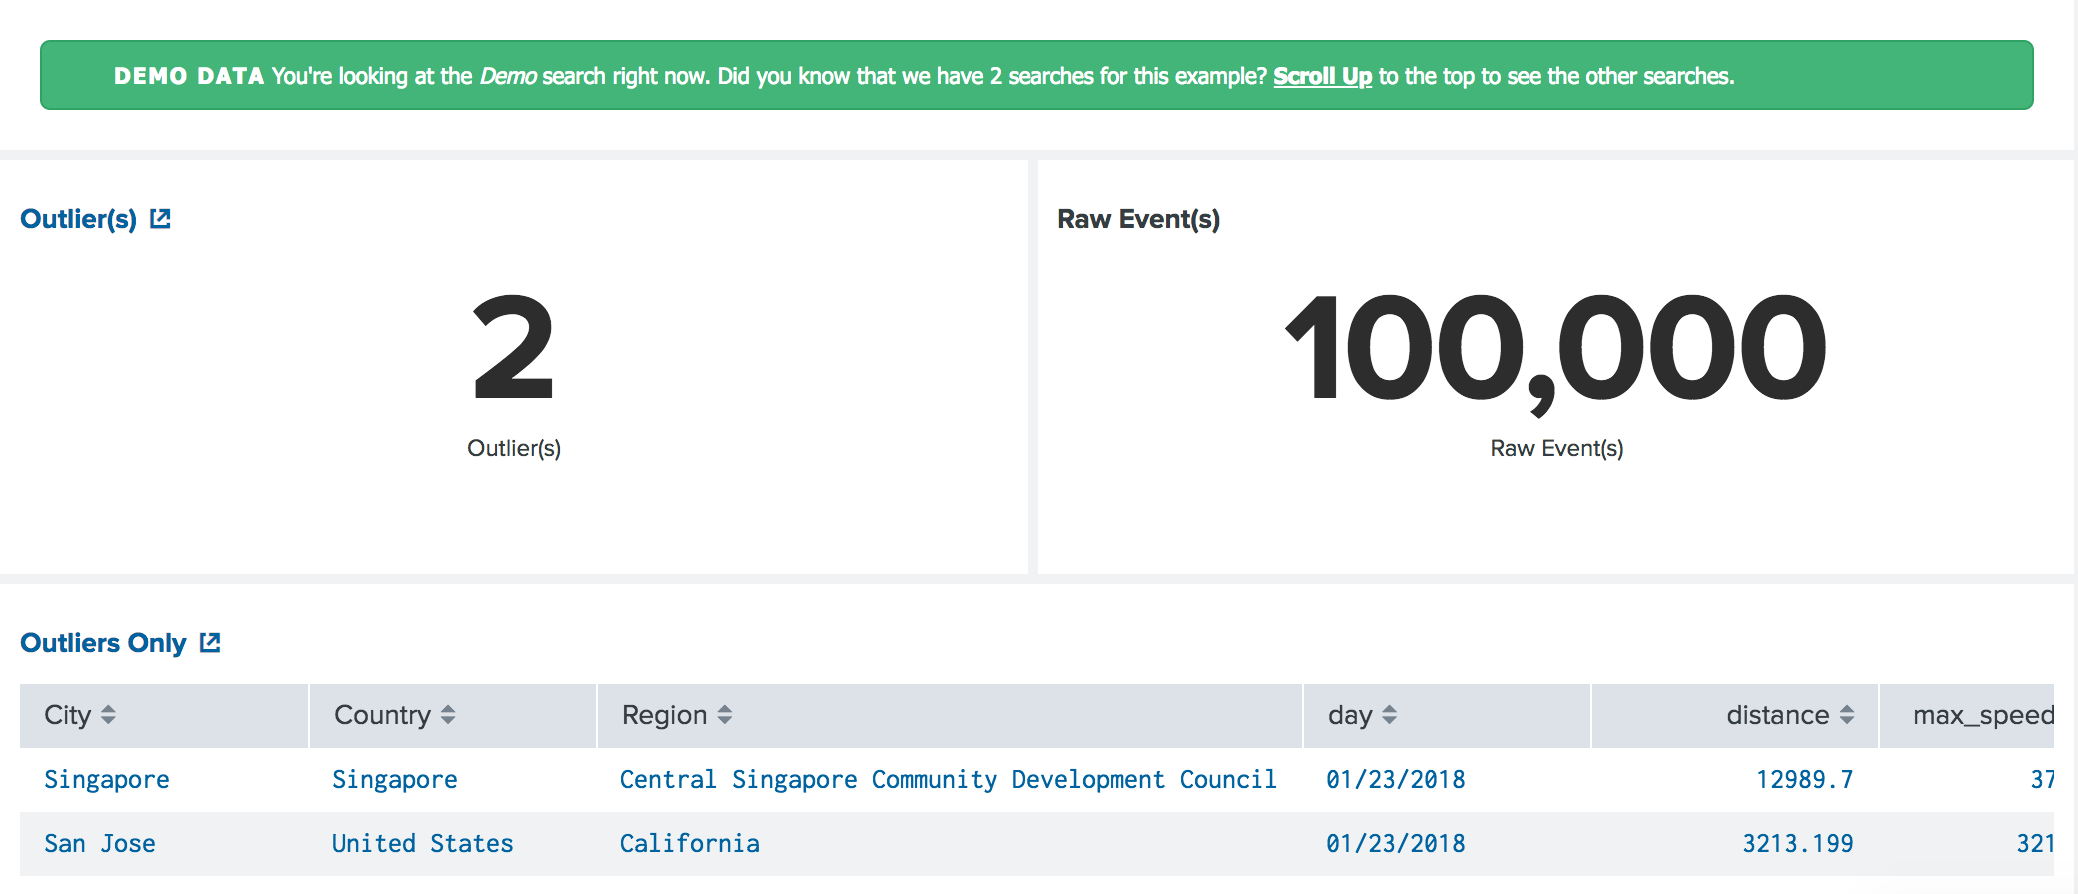 DEMO DATA You're looking at the Demo search right now. Did you know that we have 2 searches for this example? Scroll Up to the top to see the other searches.
Outlier(s)
Raw Event(s)
2
100,000
Outlier(s)
Raw Event(s)
Outliers Only
City Country Region day distance max_speed
Singapore Singapore Central Singapore Community Development Council 01/23/2018 12989.7 37
San Jose United States California 01/23/2018 3213.199 321